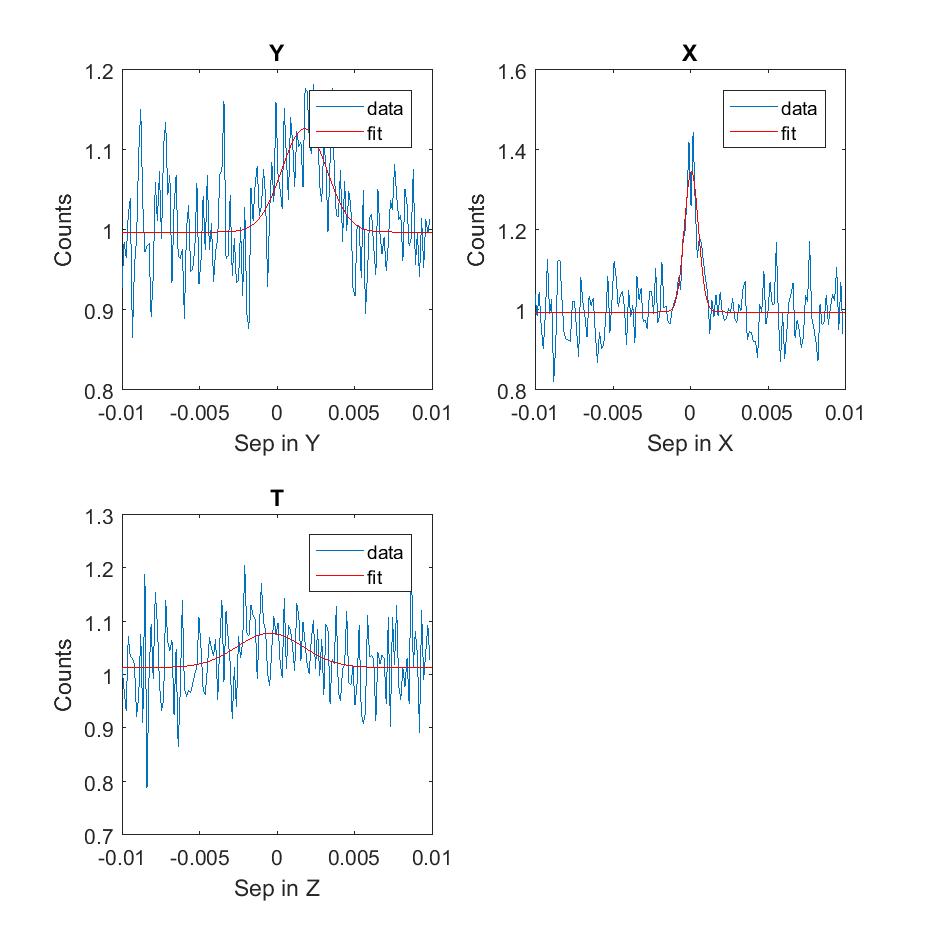 Y
1.2
1.1
1
0.9
0.8
Counts
-0.01 -0.005 0 0.005 0.01
Sep in Y
data
fit
X
1.6
1.4
1.2
1
0.8
Counts
-0.01 -0.005 0 0.005 0.01
Sep in X
data
fit
T
1.3
1.2
1.1
1
0.9
0.8
0.7
Counts
-0.01 -0.005 0 0.005 0.01
Sep in Z
data
fit